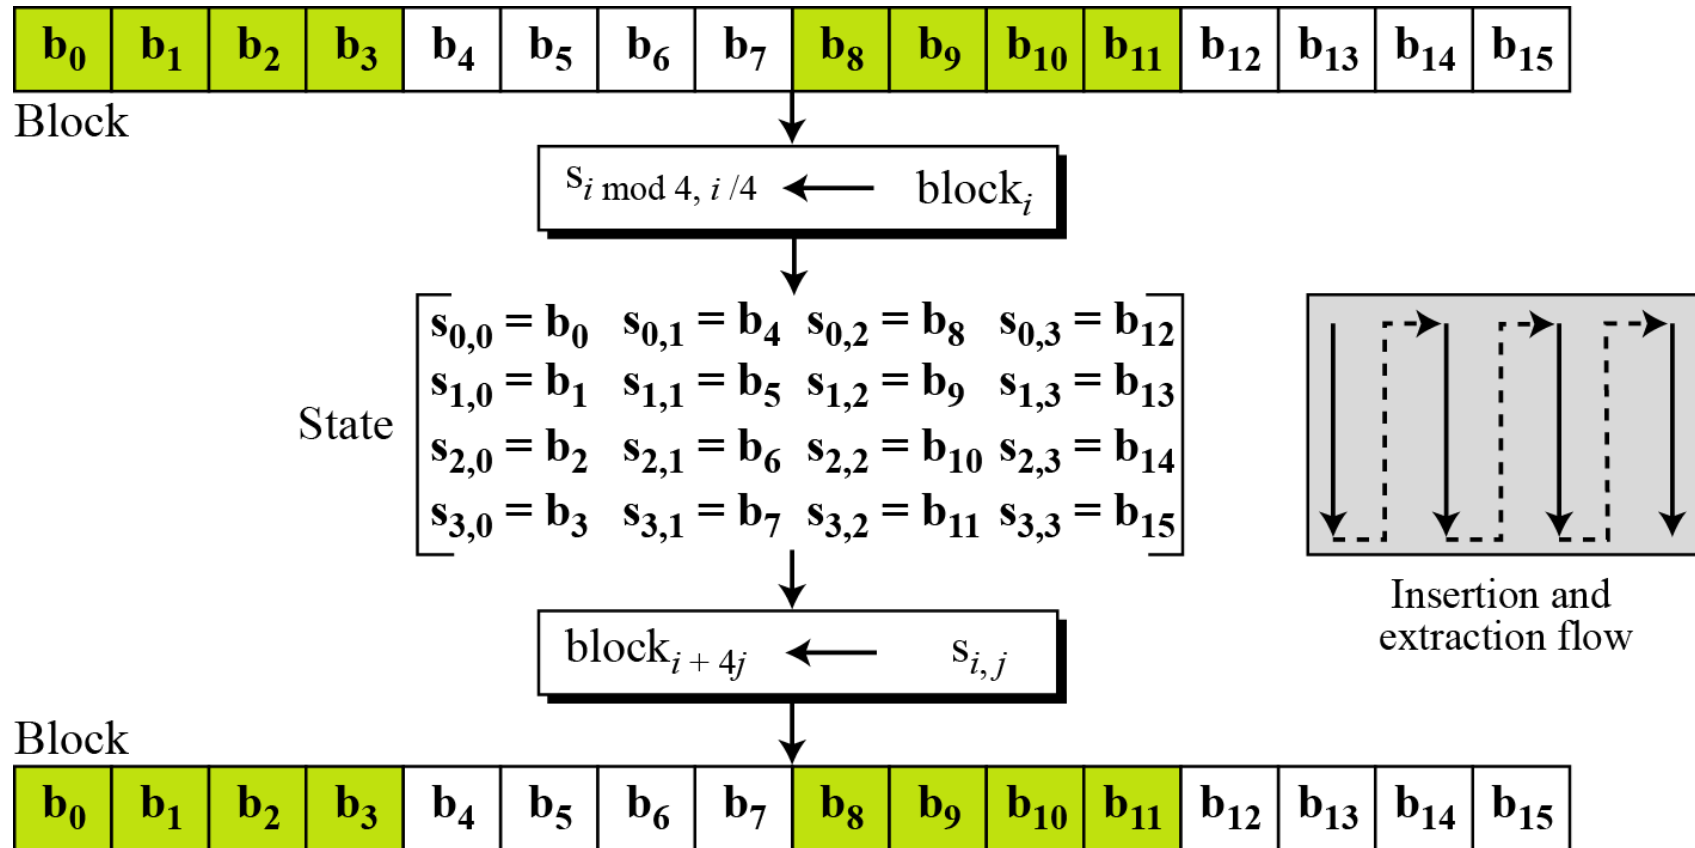 b0 b1 b2 b3 b4 b5 b6 b7 b8 b9 b10 b11 b12 b13 b14 b15
Block
s i mod 4, i /4 ← block i
s0,0 = b0 s0,1 = b4 s0,2 = b8 s0,3 = b12
s1,0 = b1 s1,1 = b5 s1,2 = b9 s1,3 = b13
State
s2,0 = b2 s2,1 = b6 s2,2 = b10 s2,3 = b14
s3,0 = b3 s3,1 = b7 s3,2 = b11 s3,3 = b15
Insertion and
extraction flow
block i + 4j ← s i, j
Block
b0 b1 b2 b3 b4 b5 b6 b7 b8 b9 b10 b11 b12 b13 b14 b15